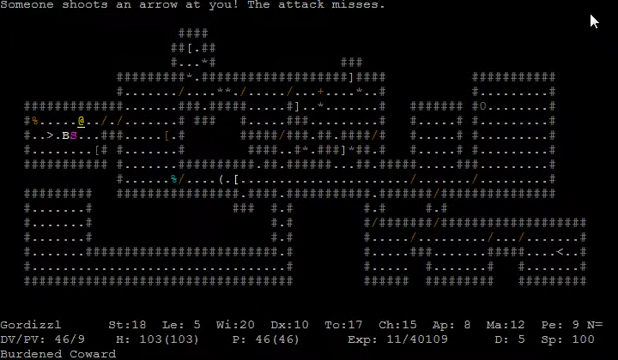 Someone shoots an arrow at you! The attack misses.
Gordizzl St:18 Le: 5 Wi:20 Dx:10 To:17 Ch:15 Ap: 8 Ma:12 Pe: 9 N=
DV/PV: 46/9 H: 103(103) P: 46(46) Exp: 11/40109 D: 5 Sp: 100
Burdened Coward